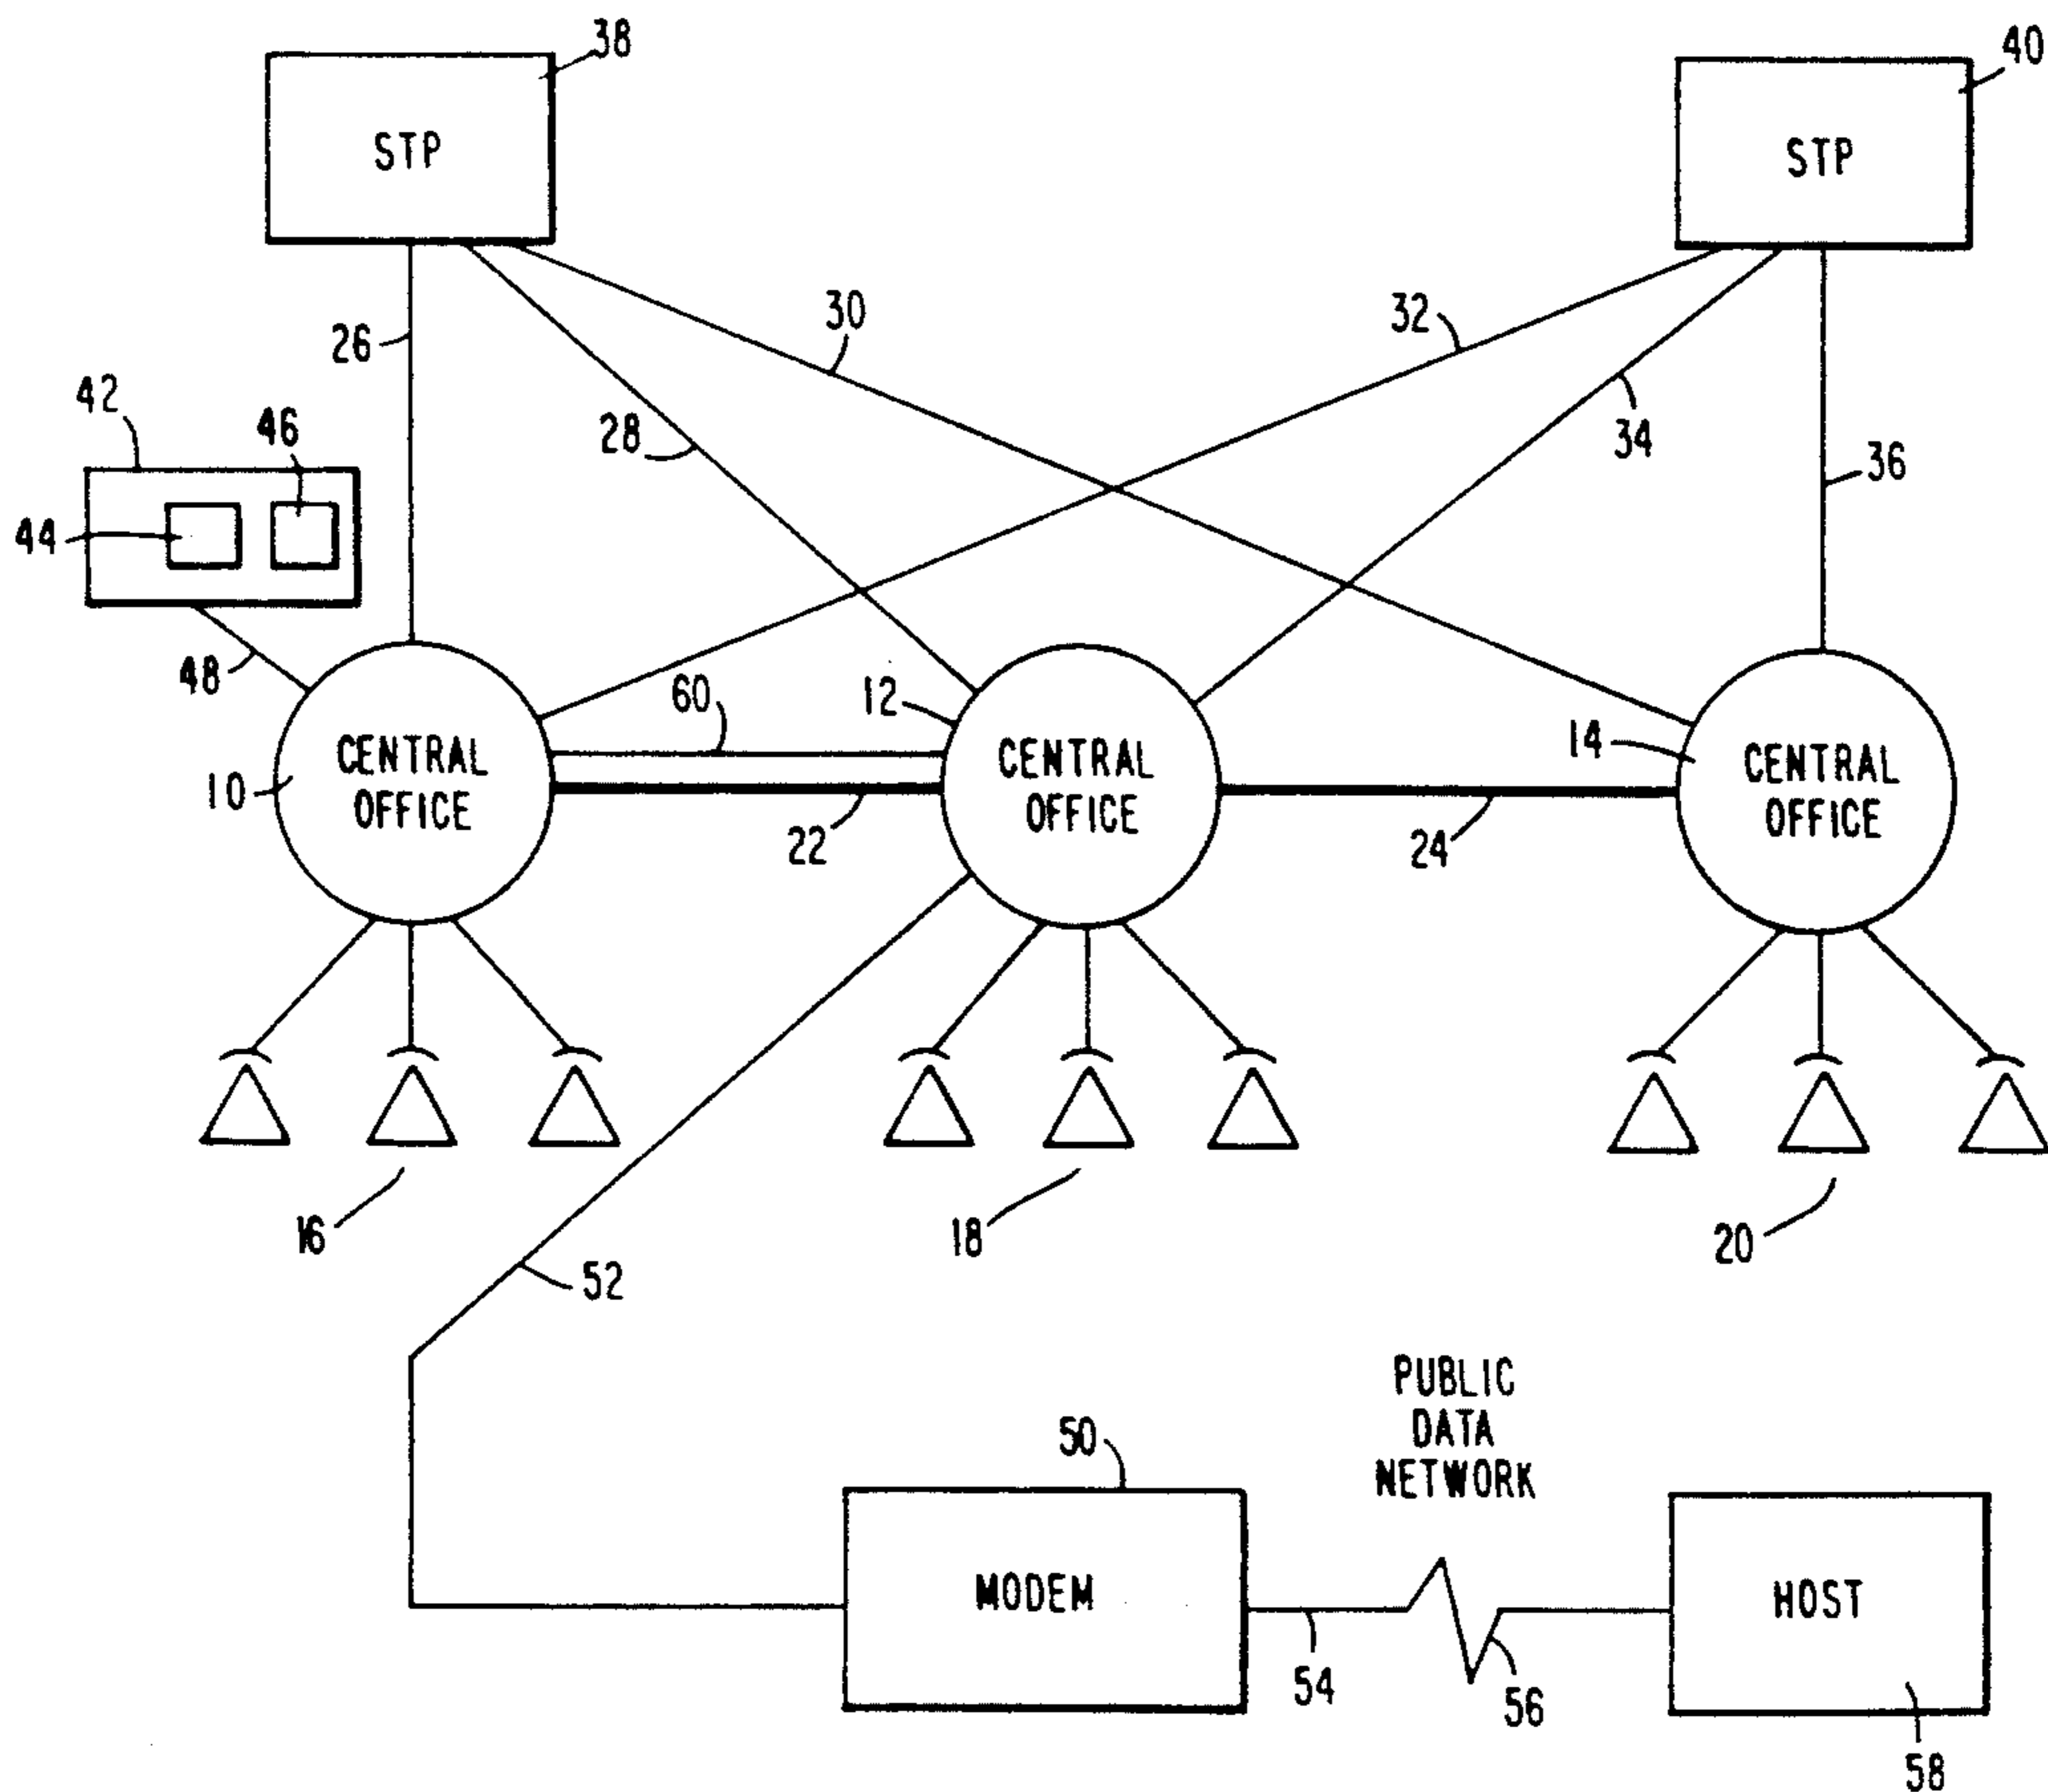 38
40
STP
STP
26
30
32
42
46
28
34
36
44
48
60
12
14
CENTRAL
OFFICE
CENTRAL
OFFICE
CENTRAL
OFFICE
10
22
24
16
18
20
52
PUBLIC
DATA
NETWORK
50
MODEM
HOST
54
56
58